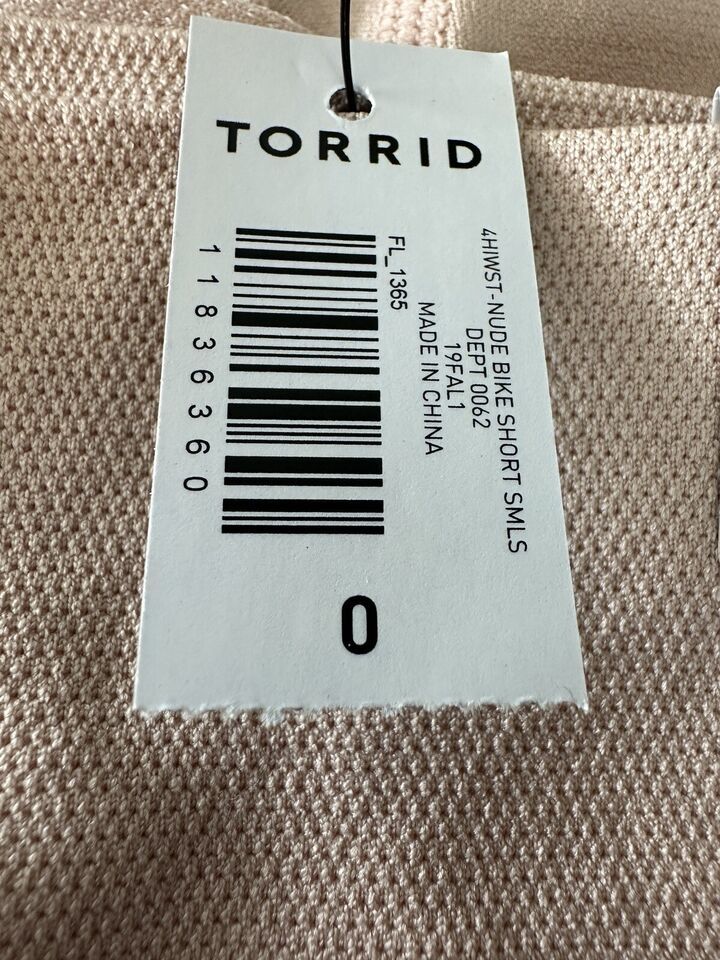 TORRID
4HIWST-NUDE BIKE SHORT SMLS
DEPT 0062
19FAL1
MADE IN CHINA
FL_1365
11836360
0